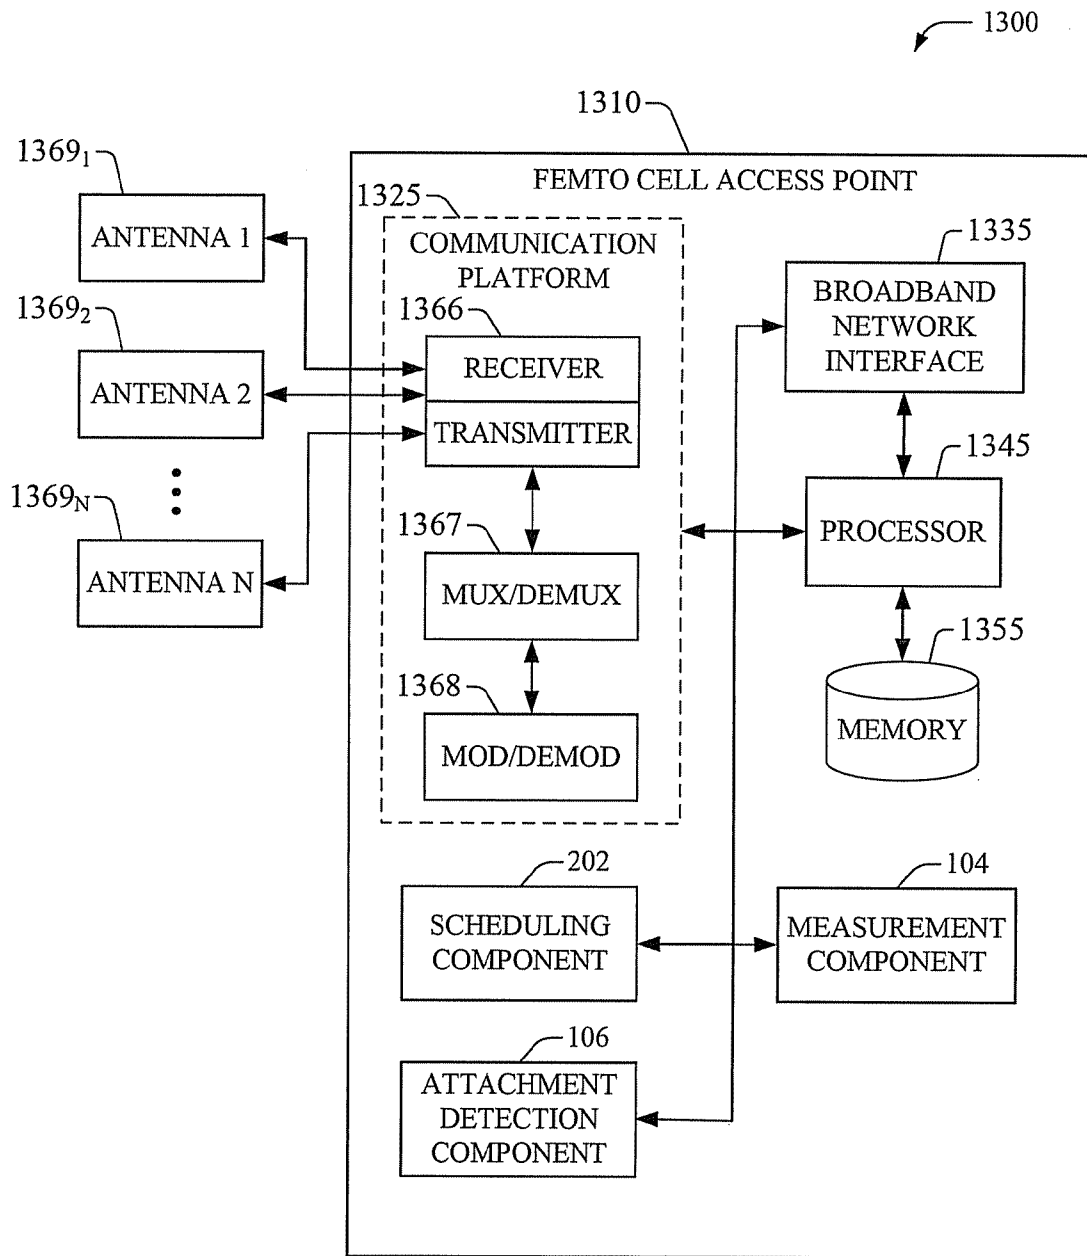 1300
1310
1369₁
FEMTO CELL ACCESS POINT
1325
ANTENNA 1
COMMUNICATION
PLATFORM
1335
BROADBAND
NETWORK
INTERFACE
1369₂
1366
RECEIVER
ANTENNA 2
TRANSMITTER
1345
1369N
PROCESSOR
1367
ANTENNA N
MUX/DEMUX
1355
1368
MEMORY
MOD/DEMOD
202
104
SCHEDULING
COMPONENT
MEASUREMENT
COMPONENT
106
ATTACHMENT
DETECTION
COMPONENT